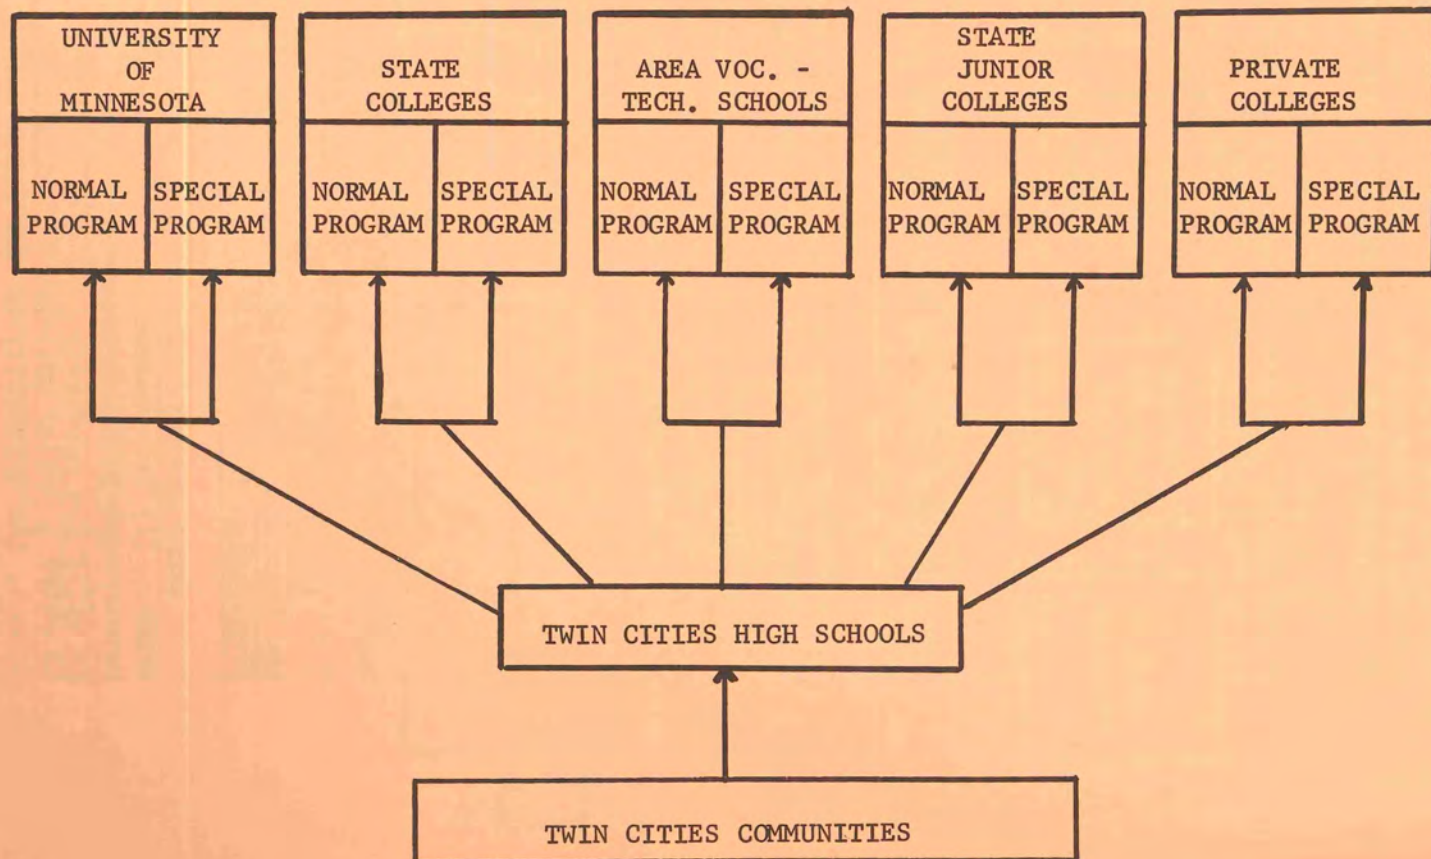 UNIVERSITY
OF
MINNESOTA
NORMAL
PROGRAM
SPECIAL
PROGRAM
STATE
COLLEGES
NORMAL
PROGRAM
SPECIAL
PROGRAM
AREA VOC. -
TECH. SCHOOLS
NORMAL
PROGRAM
SPECIAL
PROGRAM
STATE
JUNIOR
COLLEGES
NORMAL
PROGRAM
SPECIAL
PROGRAM
PRIVATE
COLLEGES
NORMAL
PROGRAM
SPECIAL
PROGRAM
TWIN CITIES HIGH SCHOOLS
TWIN CITIES COMMUNITIES